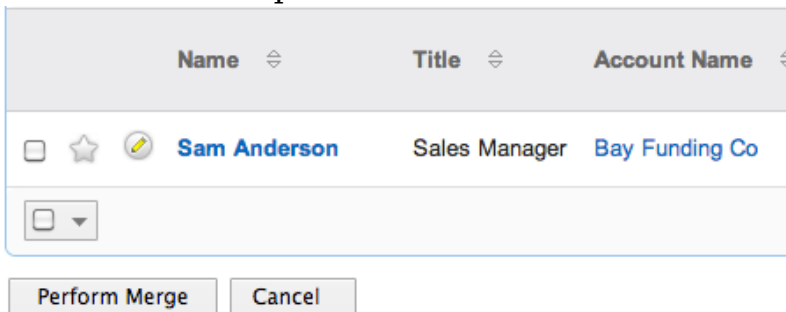 Name Title Account Name
Sam Anderson Sales Manager Bay Funding Co
Perform Merge Cancel